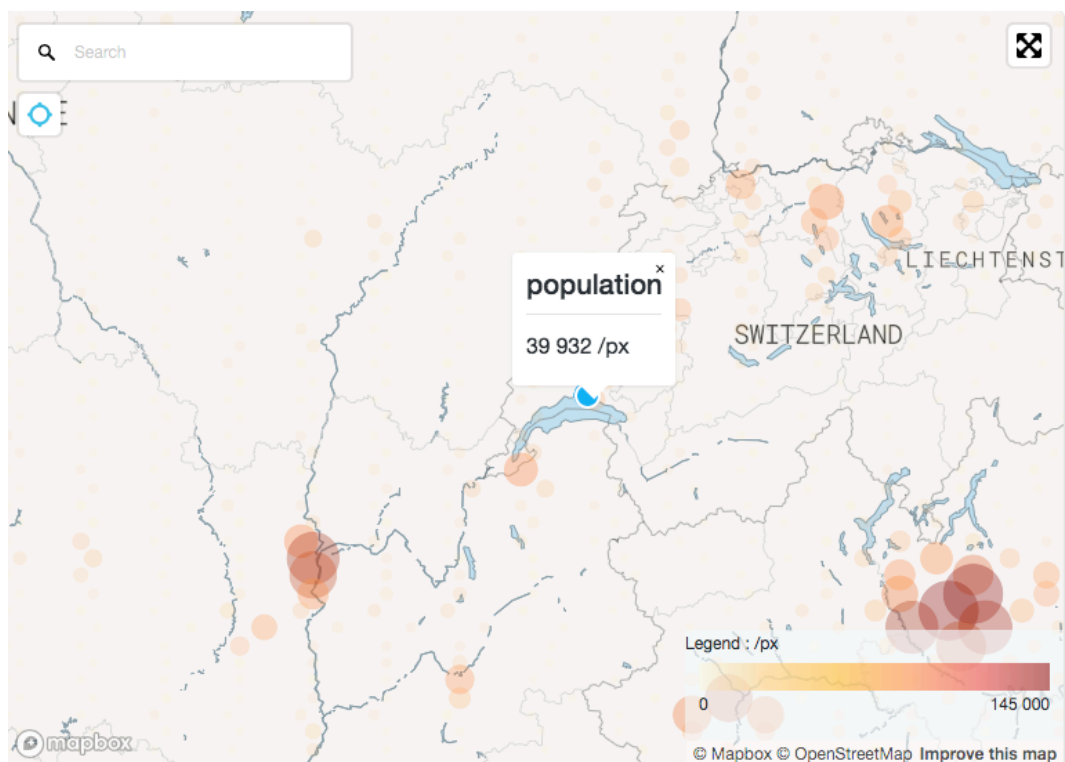 Search
N E
population
×
39 932 /px
LIECHTENST
SWITZERLAND
Legend : /px
0
145 000
mapbox
© Mapbox © OpenStreetMap Improve this map